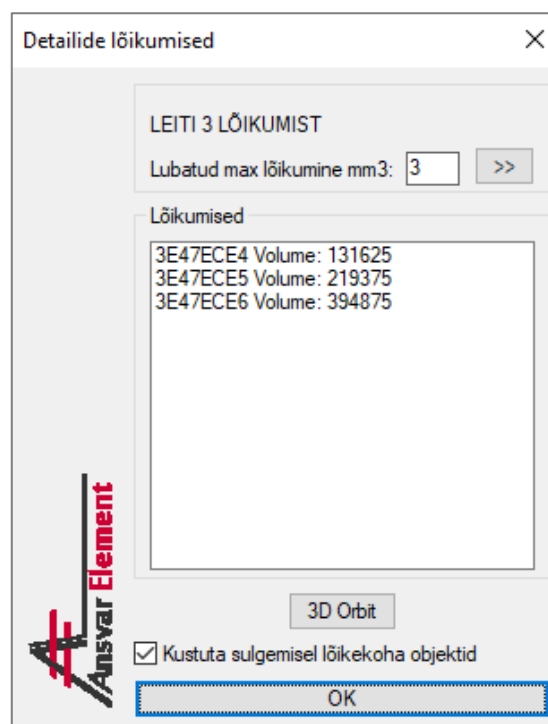 Detailide lõikumised
LEITI 3 LÕIKUMIST
Lubatud max lõikumine mm3: 3 >>
Lõikumised
3E47ECE4 Volume: 131625
3E47ECE5 Volume: 219375
3E47ECE6 Volume: 394875
3D Orbit
Kustuta sulgemisel lõikekoha objektid
OK
Ansvar Element